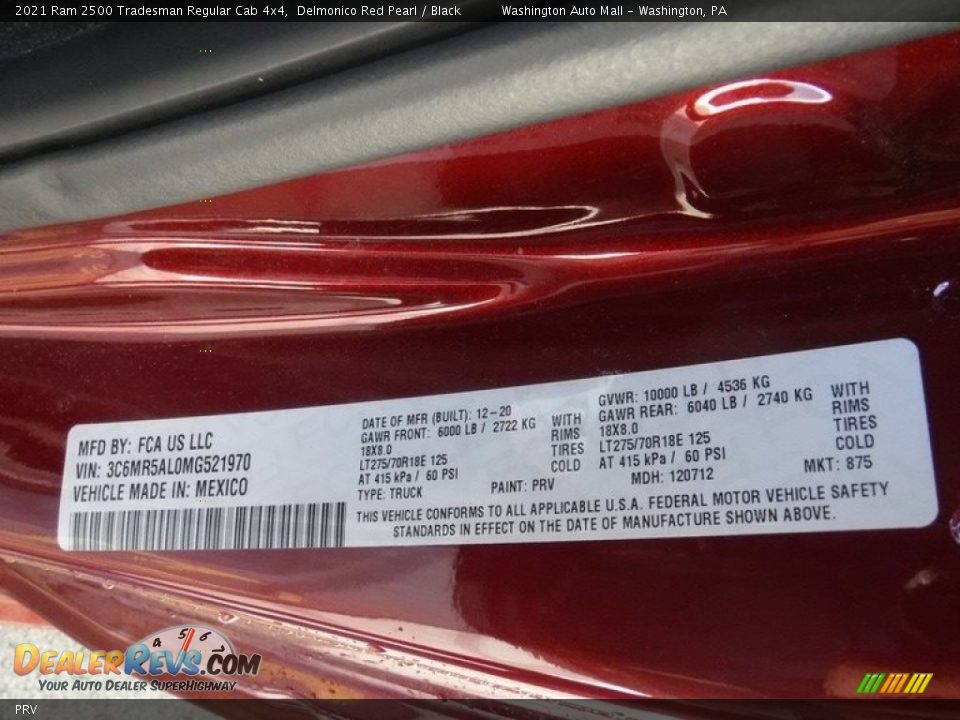 2021 Ram 2500 Tradesman Regular Cab 4x4, Delmonico Red Pearl / Black Washington Auto Mall - Washington, PA
MFD BY: FCA US LLC
VIN: 3C6MR5AL0MG521970
VEHICLE MADE IN: MEXICO
DATE OF MFR (BUILT): 12-20
GAWR FRONT: 6000 LB / 2722 KG
18X8.0
LT275/70R18E 125
AT 415 kPa / 60 PSI
TYPE: TRUCK
WITH
RIMS
TIRES
COLD
PAINT: PRV
GVWR: 10000 LB / 4536 KG
GAWR REAR: 6040 LB / 2740 KG
18X8.0
LT275/70R18E 125
AT 415 kPa / 60 PSI
MDH: 120712
WITH
RIMS
TIRES
COLD
MKT: 875
THIS VEHICLE CONFORMS TO ALL APPLICABLE U.S.A. FEDERAL MOTOR VEHICLE SAFETY
STANDARDS IN EFFECT ON THE DATE OF MANUFACTURE SHOWN ABOVE.
4 5 6
DEALERREVS.COM
YOUR AUTO DEALER SUPERHIGHWAY
PRV